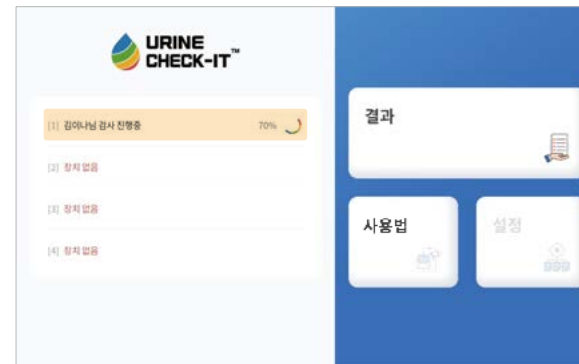 URINE
CHECK-IT™
[1] 김이나님 검사 진행중 70%
[2] 장치 없음
[3] 장치 없음
[4] 장치 없음
결과
사용법
설정